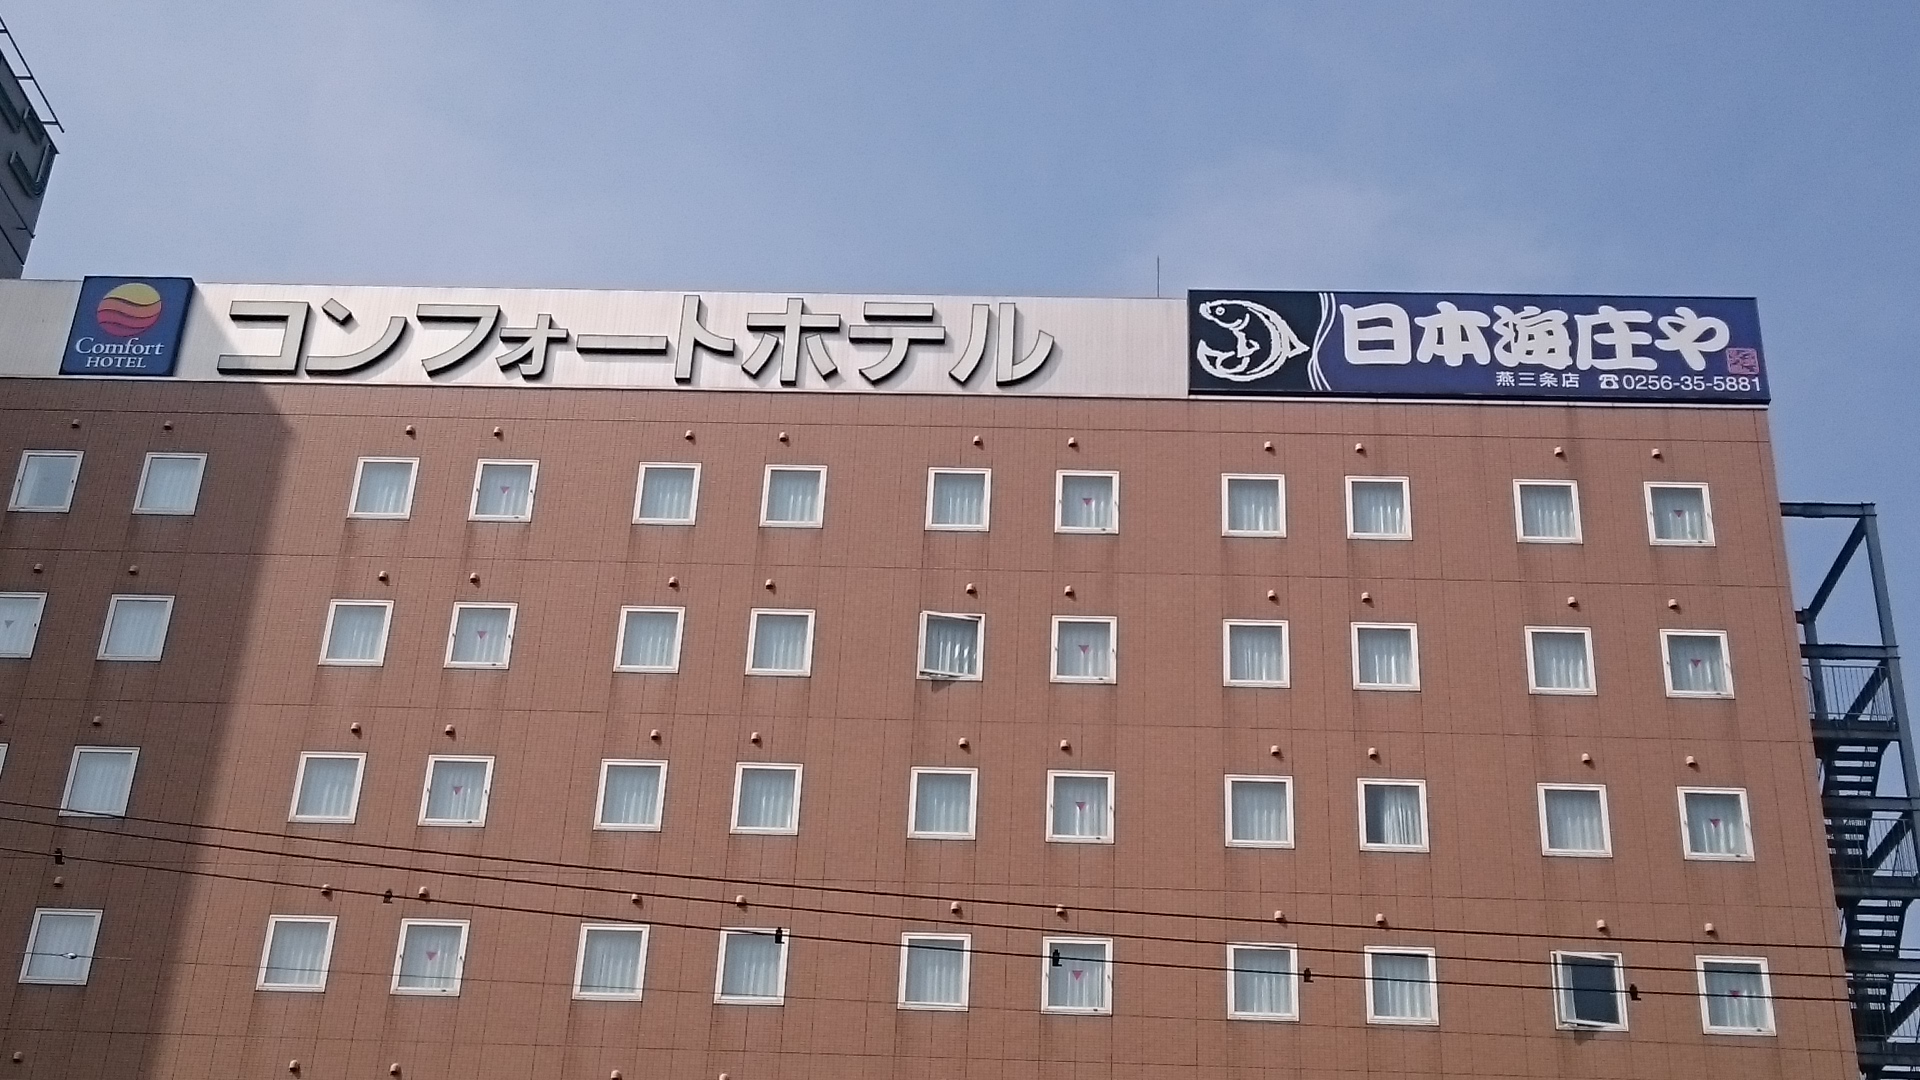 Comfort
HOTEL
コンフォートホテル
日本海庄や
燕三条店 ☎0256-35-5881